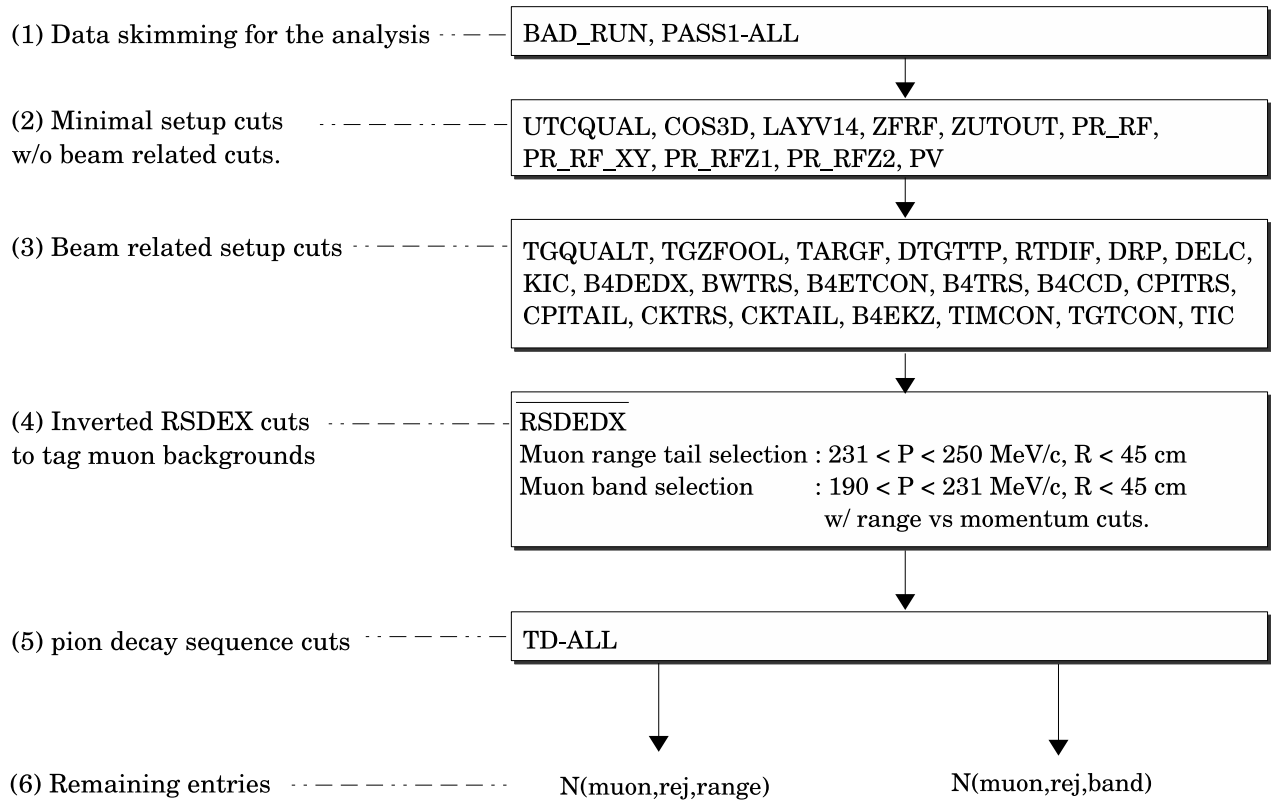 (1) Data skimming for the analysis
BAD_RUN, PASS1-ALL
(2) Minimal setup cuts
w/o beam related cuts.
UTCQUAL, COS3D, LAYV14, ZFRF, ZUTOUT, PR_RF,
PR_RF_XY, PR_RFZ1, PR_RFZ2, PV
(3) Beam related setup cuts
TGQUALT, TGZFOOL, TARGF, DTGTTP, RTDIF, DRP, DELC,
KIC, B4DEDX, BWTRS, B4ETCON, B4TRS, B4CCD, CPITRS,
CPITAIL, CKTRS, CKTAIL, B4EKZ, TIMCON, TGTCON, TIC
(4) Inverted RSDEX cuts
to tag muon backgrounds
RSDEDX
Muon range tail selection : 231 < P < 250 MeV/c, R < 45 cm
Muon band selection : 190 < P < 231 MeV/c, R < 45 cm
w/ range vs momentum cuts.
(5) pion decay sequence cuts
TD-ALL
(6) Remaining entries
N(muon,rej,range)
N(muon,rej,band)